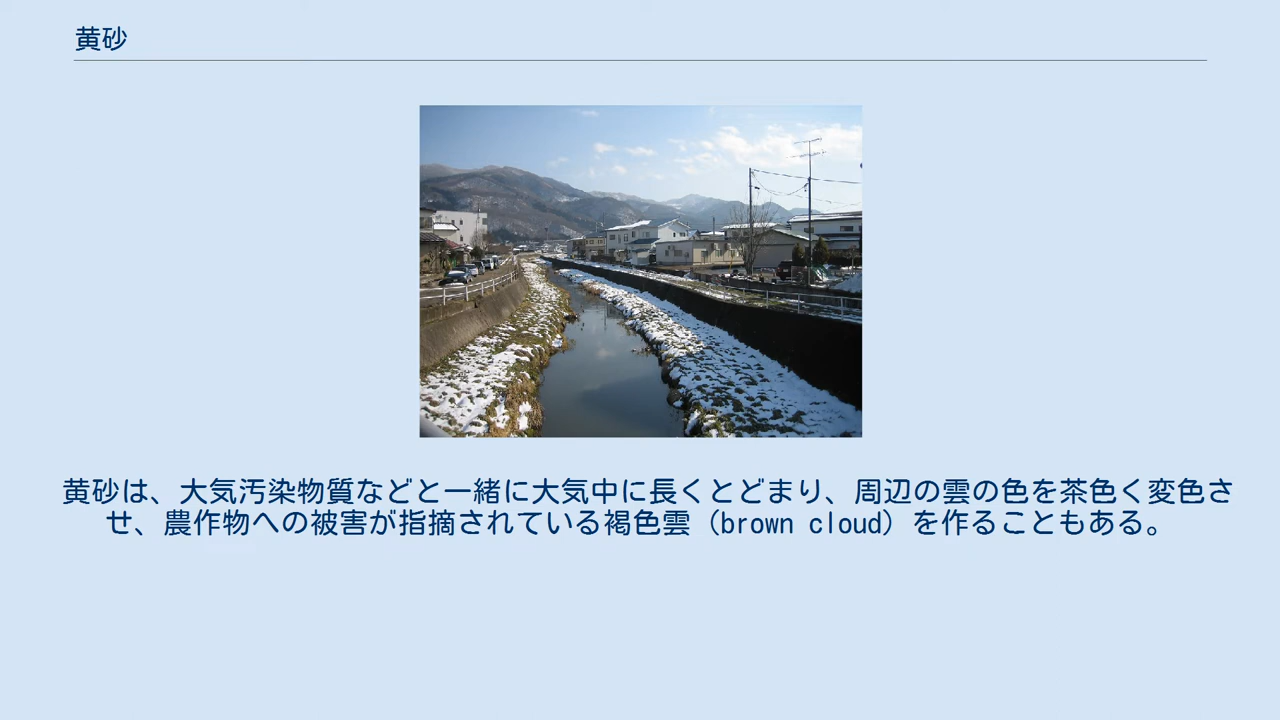 黄砂
黄砂は、大気汚染物質などと一緒に大気中に長くとどまり、周辺の雲の色を茶色く変色さ
せ、農作物への被害が指摘されている褐色雲（brown cloud）を作ることもある。